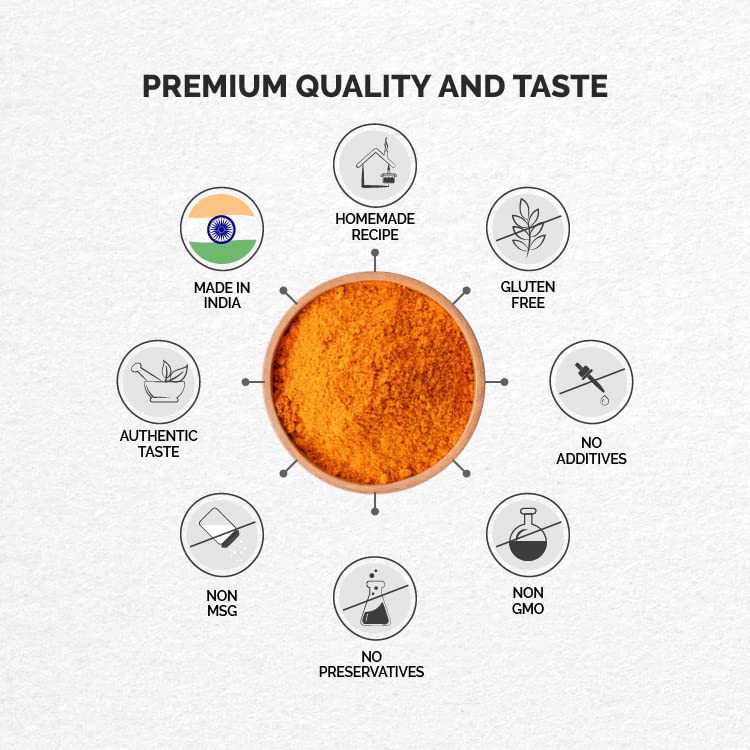 PREMIUM QUALITY AND TASTE
HOMEMADE
RECIPE
MADE IN
INDIA
GLUTEN
FREE
AUTHENTIC
TASTE
NO
ADDITIVES
NON
MSG
NON
GMO
NO
PRESERVATIVES